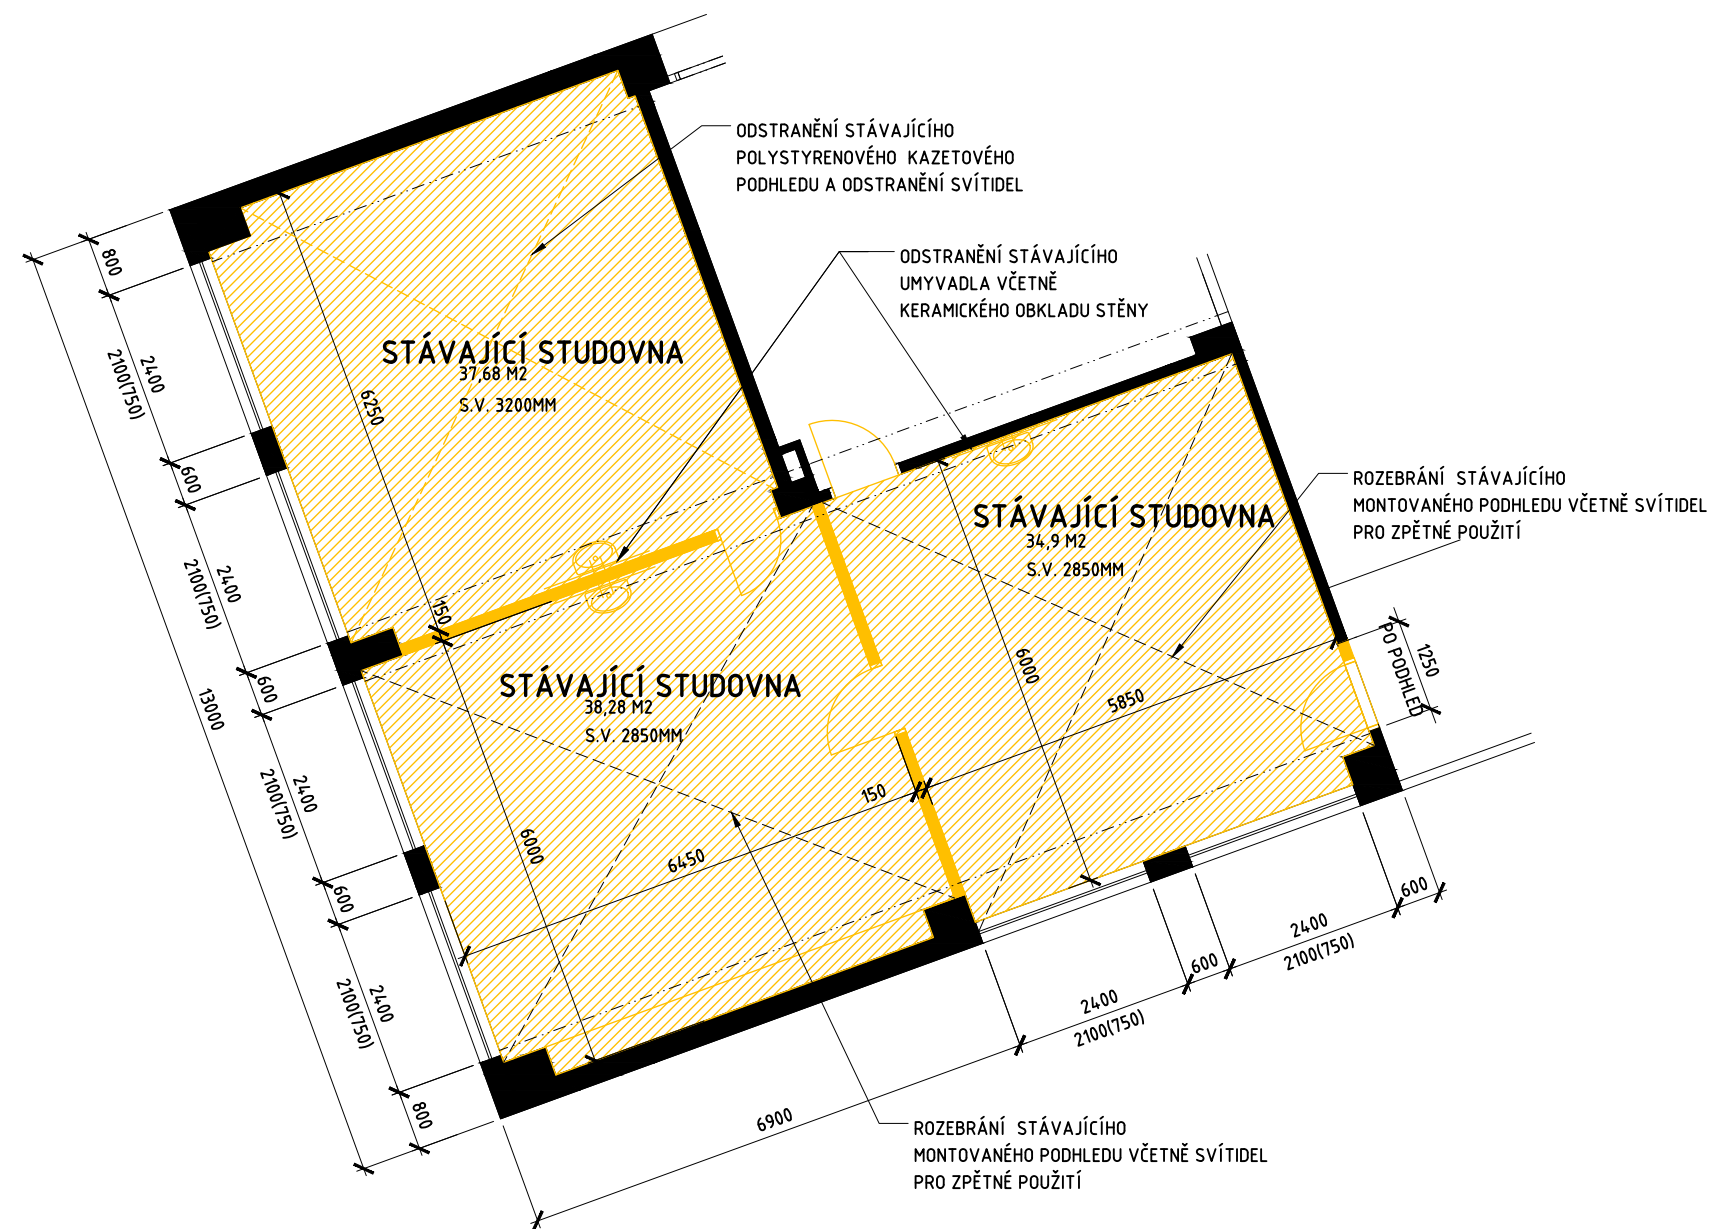 ODSTRANĚNÍ STÁVAJÍCÍHO
POLYSTYRENOVÉHO KAZETOVÉHO
PODHLEDU A ODSTRANĚNÍ SVÍTIDEL
ODSTRANĚNÍ STÁVAJÍCÍHO
UMYVADLA VČETNĚ
KERAMICKÉHO OBKLADU STĚNY
STÁVAJÍCÍ STUDOVNA
37,68 M2
S.V. 3200MM
STÁVAJÍCÍ STUDOVNA
34,9 M2
S.V. 2850MM
ROZEBRÁNÍ STÁVAJÍCÍHO
MONTOVANÉHO PODHLEDU VČETNĚ SVÍTIDEL
PRO ZPĚTNÉ POUŽITÍ
STÁVAJÍCÍ STUDOVNA
38,28 M2
S.V. 2850MM
ROZEBRÁNÍ STÁVAJÍCÍHO
MONTOVANÉHO PODHLEDU VČETNĚ SVÍTIDEL
PRO ZPĚTNÉ POUŽITÍ
800
2400
2100(750)
600
2400
2100(750)
600
13000
2400
2100(750)
600
2400
2100(750)
800
6250
150
6000
6450
150
5850
6000
1250
PO PODHLED
6900
2400
2100(750)
600
2400
2100(750)
600